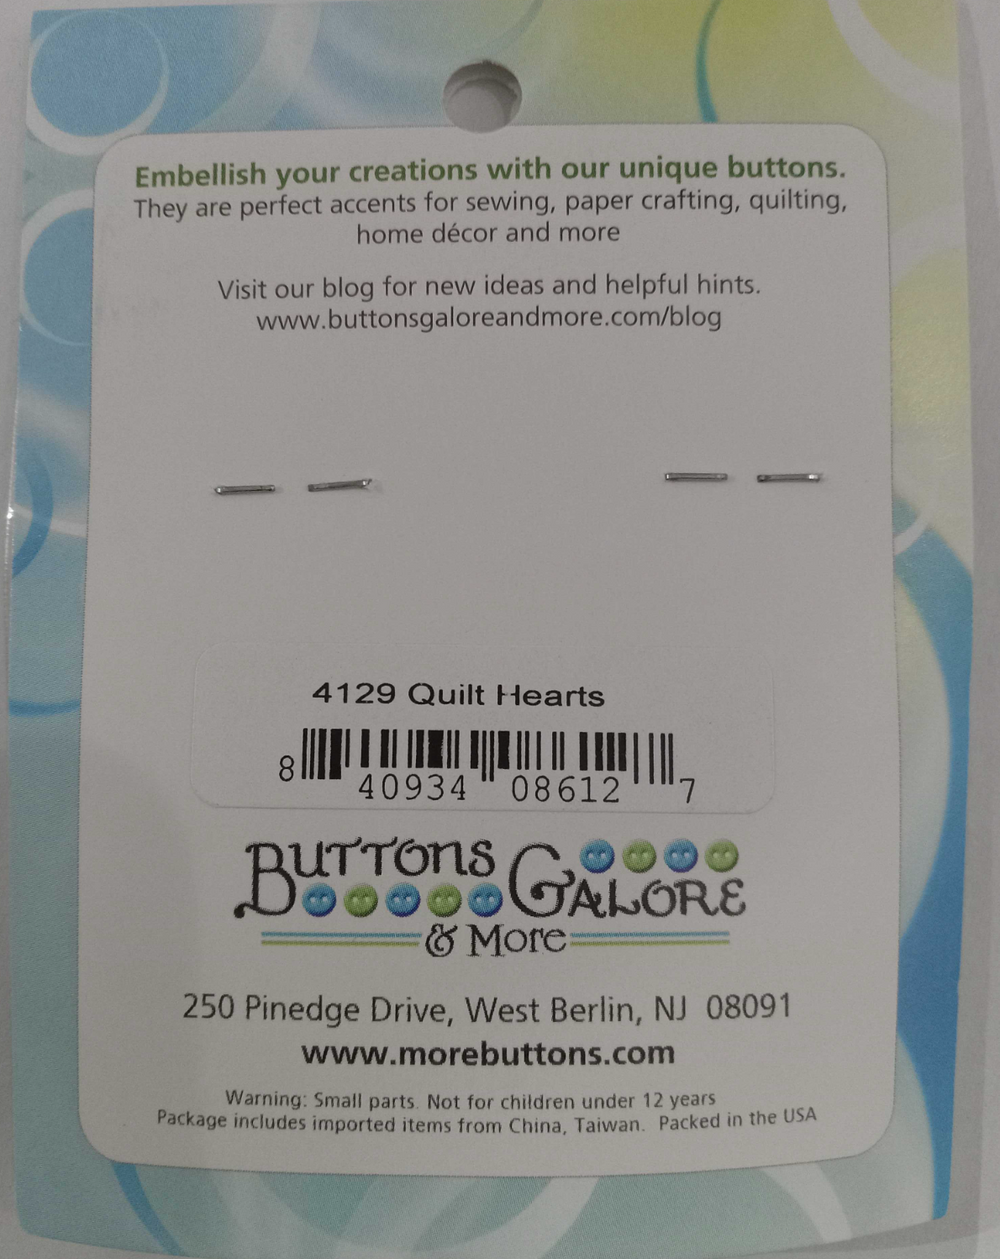 Embellish your creations with our unique buttons.
They are perfect accents for sewing, paper crafting, quilting,
home décor and more
Visit our blog for new ideas and helpful hints.
www.buttonsgaloreandmore.com/blog
4129 Quilt Hearts
8 40934 08612 7
BUTTONS GALORE
& More
250 Pinedge Drive, West Berlin, NJ 08091
www.morebuttons.com
Warning: Small parts. Not for children under 12 years
Package includes imported items from China, Taiwan. Packed in the USA